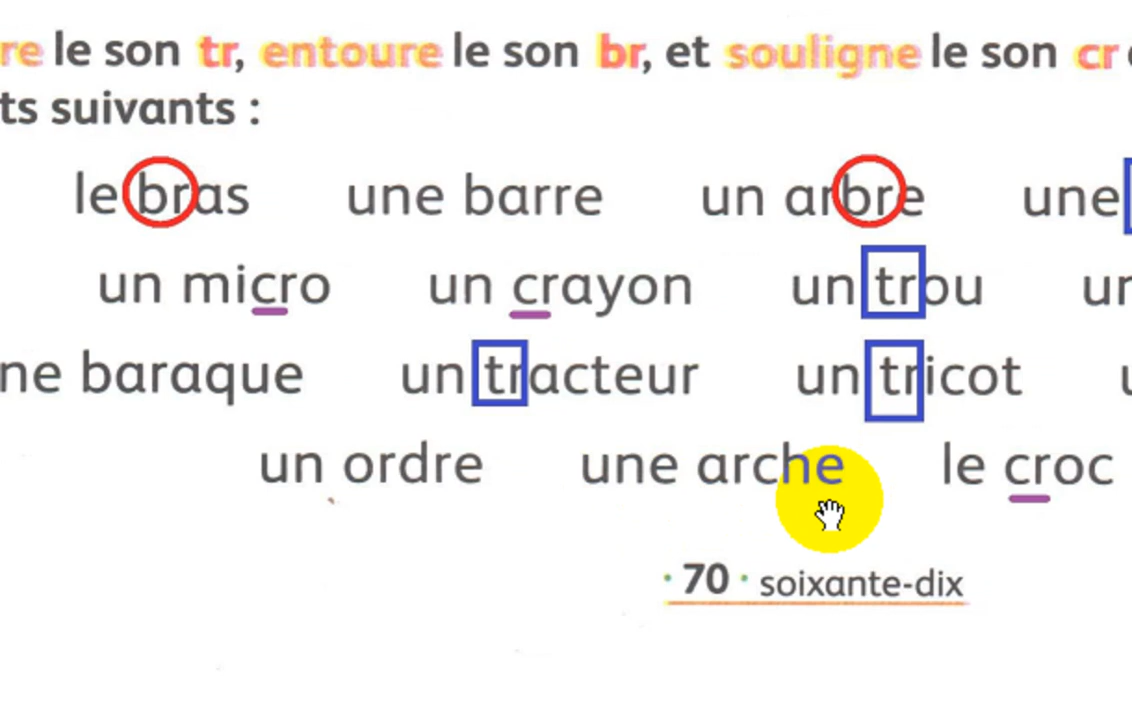 re le son tr, entoure le son br, et souligne le son cr
ts suivants :
le bras une barre un arbre une
un micro un crayon un trou un
ne baraque un tracteur un tricot
un ordre une arche le croc
· 70 · soixante-dix